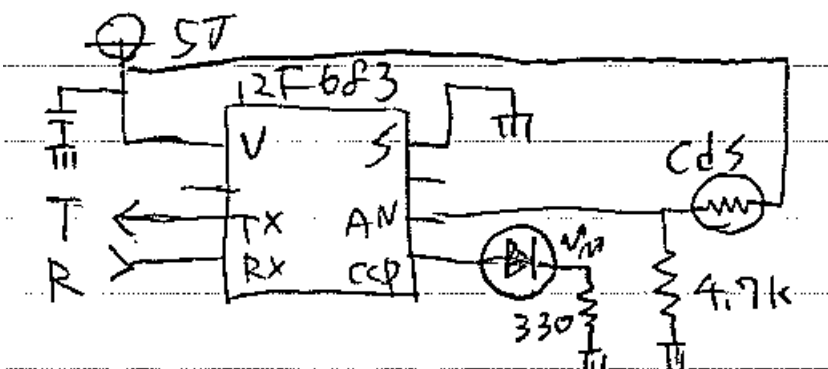 5V
12F683
V S
CdS
T TX AN
R RX CCP
330 4.7k